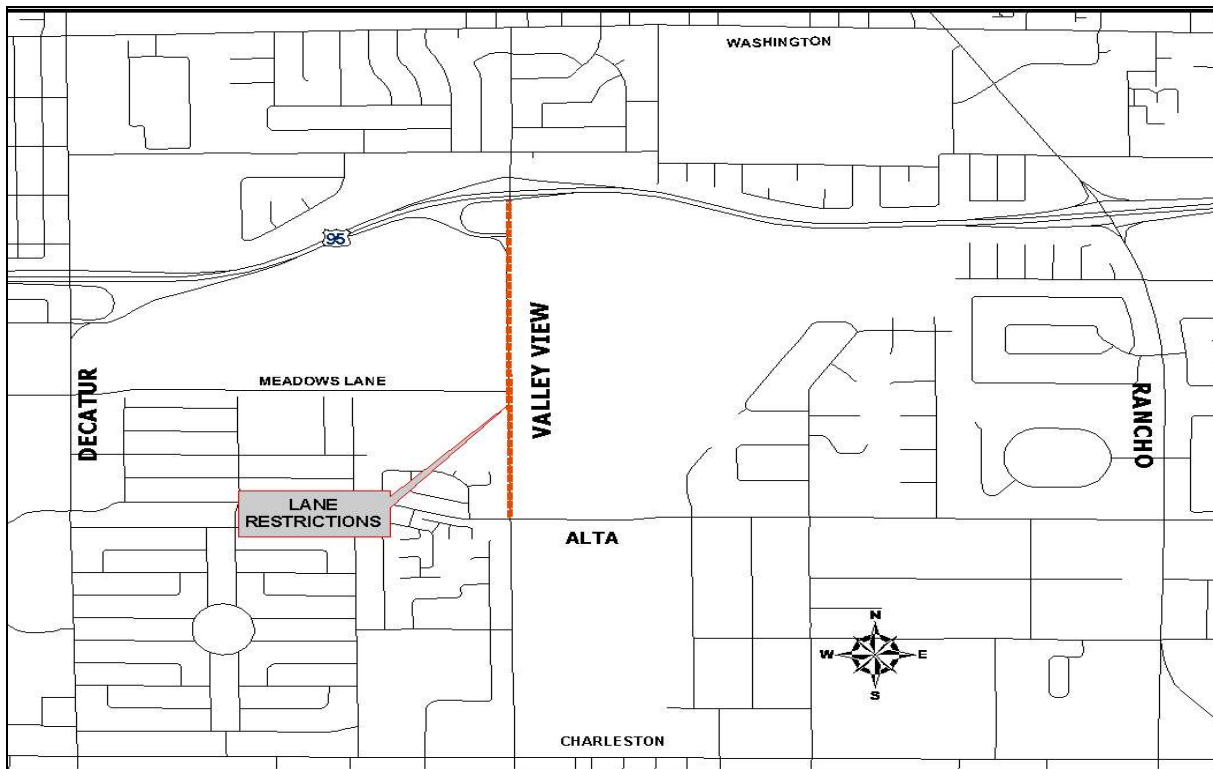 WASHINGTON
95
VALLEY VIEW
MEADOWS LANE
DECATUR
RANCHO
LANE
RESTRICTIONS
ALTA
N
W
E
S
CHARLESTON